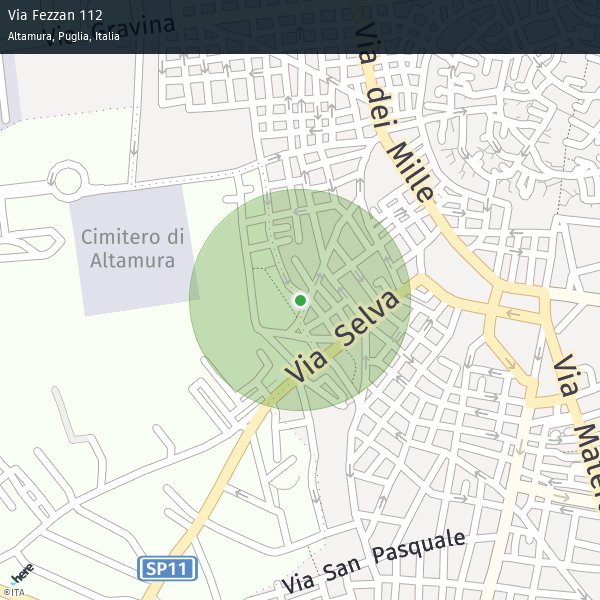 Via Fezzan 112
Altamura, Puglia, Italia
Via Gravina
Via dei Mille
Cimitero di
Altamura
Via Selva
Via Matera
SP11
Via San Pasquale
here
©ITA